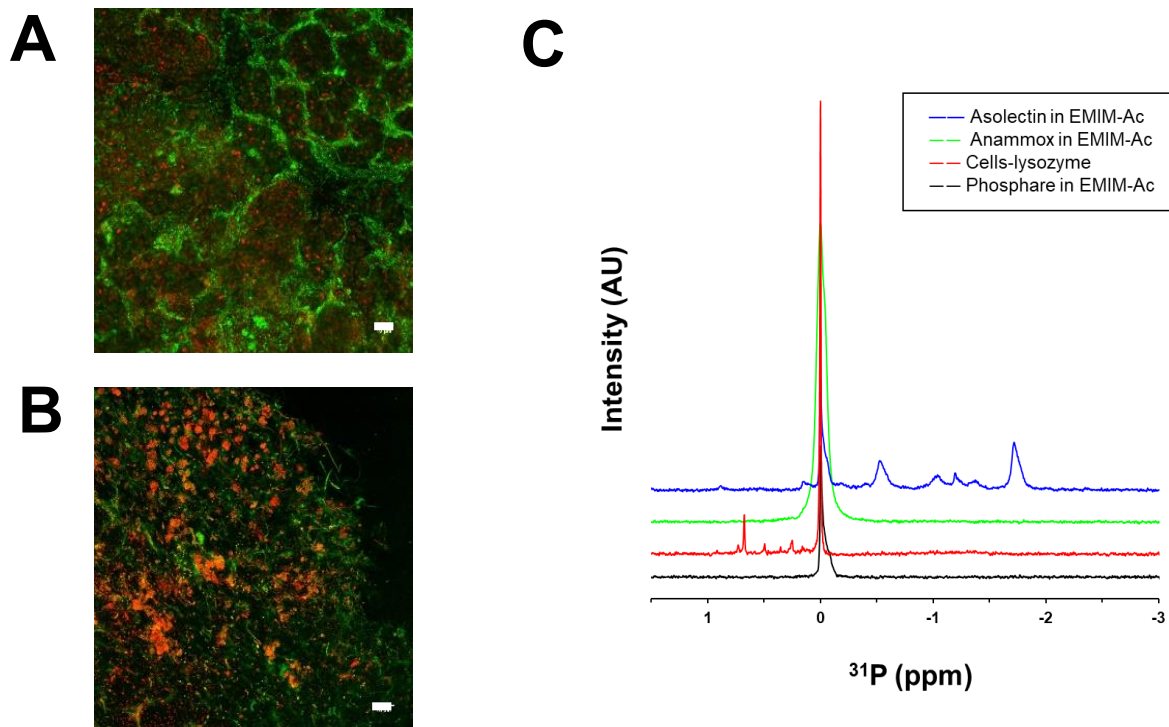 A
B
C
Asolectin in EMIM-Ac
Anammox in EMIM-Ac
Cells-lysozyme
Phosphare in EMIM-Ac
Intensity (AU)
1 0 -1 -2 -3
³¹P (ppm)